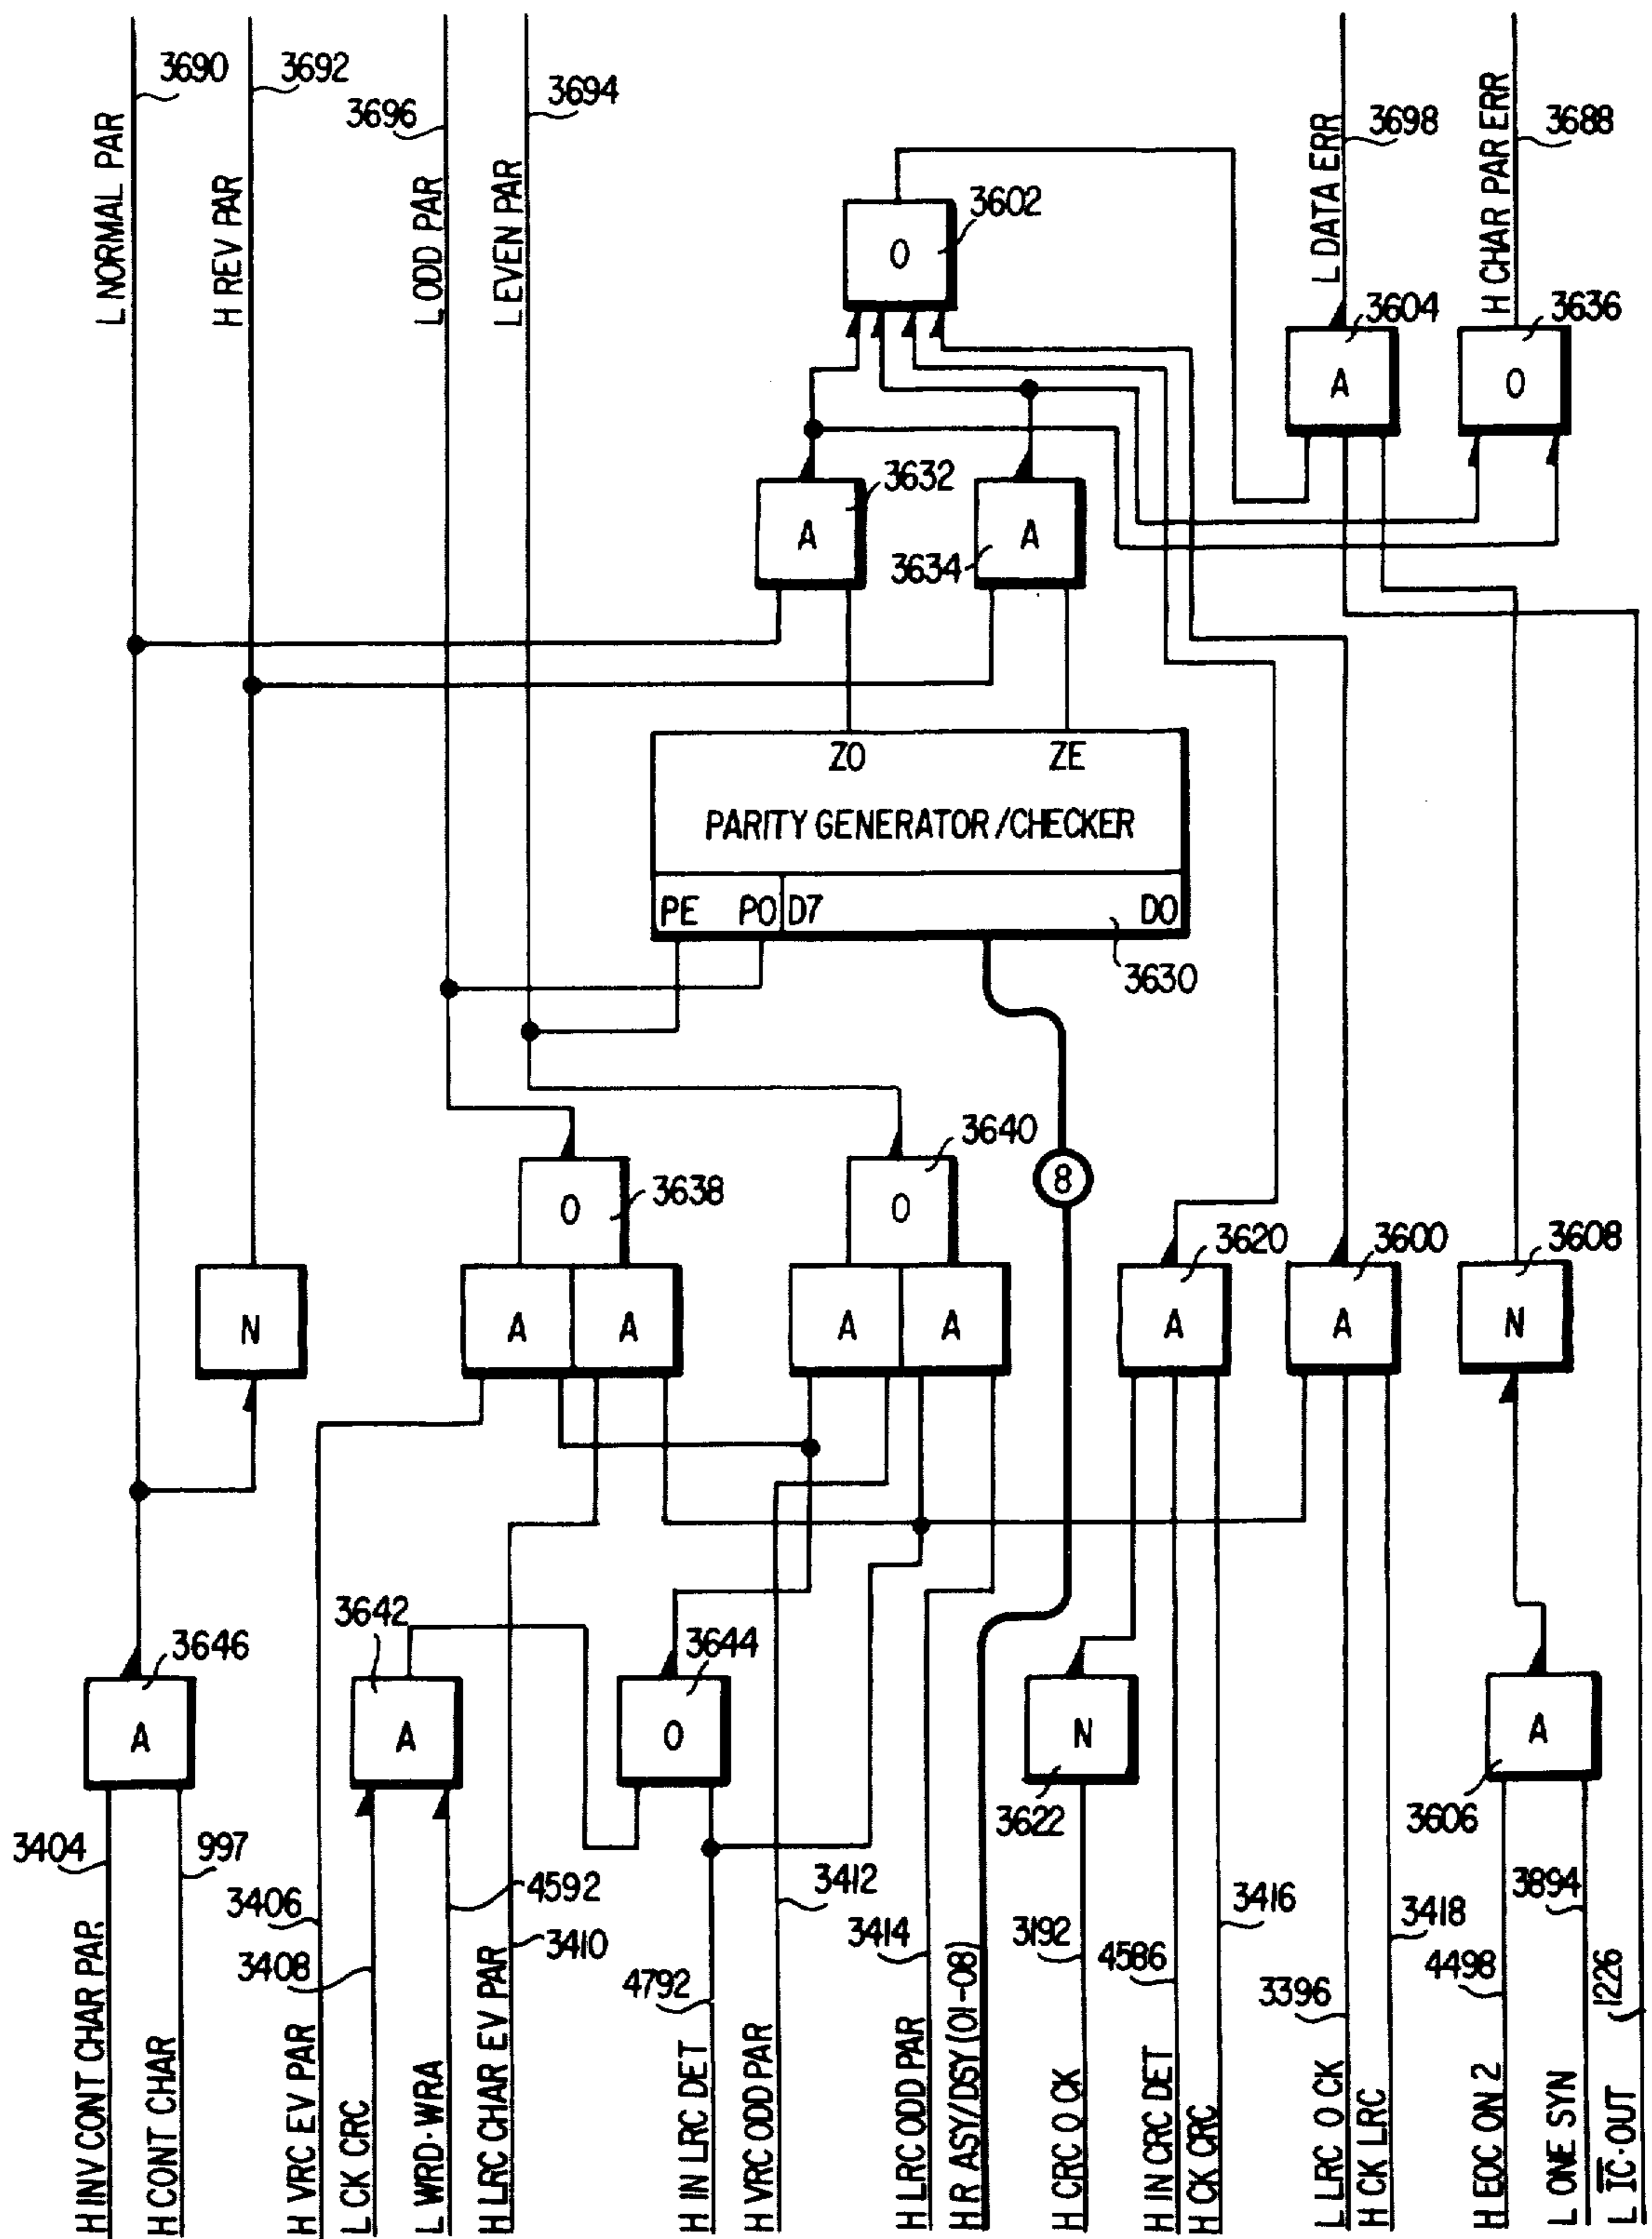 3690
3692
3696
3694
3698
3688
L NORMAL PAR
H REV PAR
L ODD PAR
L EVEN PAR
L DATA ERR
H CHAR PAR ERR
3602
O
3604
A
3636
O
3632
A
3634
A
ZO
ZE
PARITY GENERATOR/CHECKER
PE
PO
D7
DO
3630
3640
8
3638
O
O
3620
3600
3608
N
A
A
A
A
A
A
N
3642
3646
3644
A
A
O
N
A
3622
3606
3404
997
3406
4592
3412
3894
3416
3418
3408
3410
4792
3414
3192
4586
3396
4498
1226
H INV CONT CHAR PAR.
H CONT CHAR
H VRC EV PAR
L CK CRC
L WRD·WRA
H LRC CHAR EV PAR
H IN LRC DET
H VRC ODD PAR
H LRC ODD PAR
H R ASY/DSY (01-08)
H CRC O CK
H IN CRC DET
H CK CRC
L LRC O CK
H CK LRC
H EOC ON 2
L ONE SYN
L I̅C̅·OUT